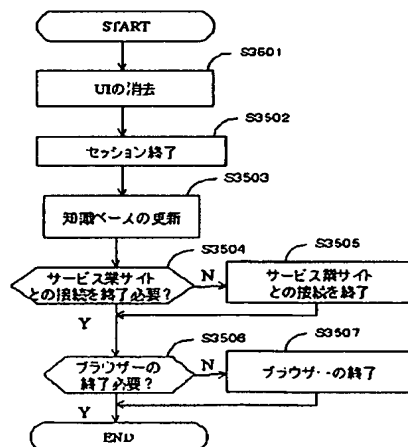 START
S3501
UIの消去
S3502
セッション終了
S3503
知識ベースの更新
S3504
サービス業サイト
との接続を終了必要?
N
S3505
サービス業サイト
との接続を終了
Y
S3506
ブラウザーの
終了必要?
N
S3507
ブラウザーの終了
Y
END